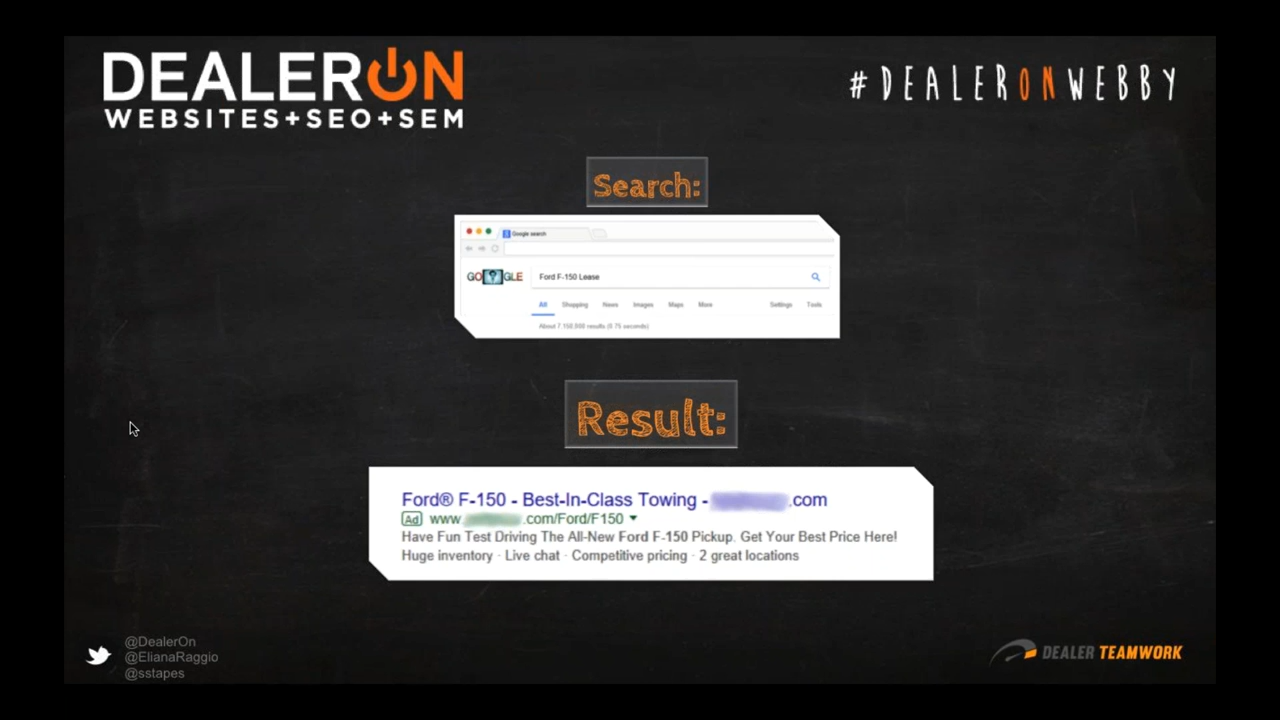 DEALERON
WEBSITES+SEO+SEM
#DEALERONWEBBY
Search:
Google search
GO GLE
Ford F-150 Lease
All Shopping News Images Maps More Settings Tools
Result:
Ford® F-150 - Best-In-Class Towing - .com
Ad www. .com/Ford/F150
Have Fun Test Driving The All-New Ford F-150 Pickup. Get Your Best Price Here!
Huge inventory · Live chat · Competitive pricing · 2 great locations
@DealerOn
@ElianaRaggio
@sstapes
DEALER TEAMWORK